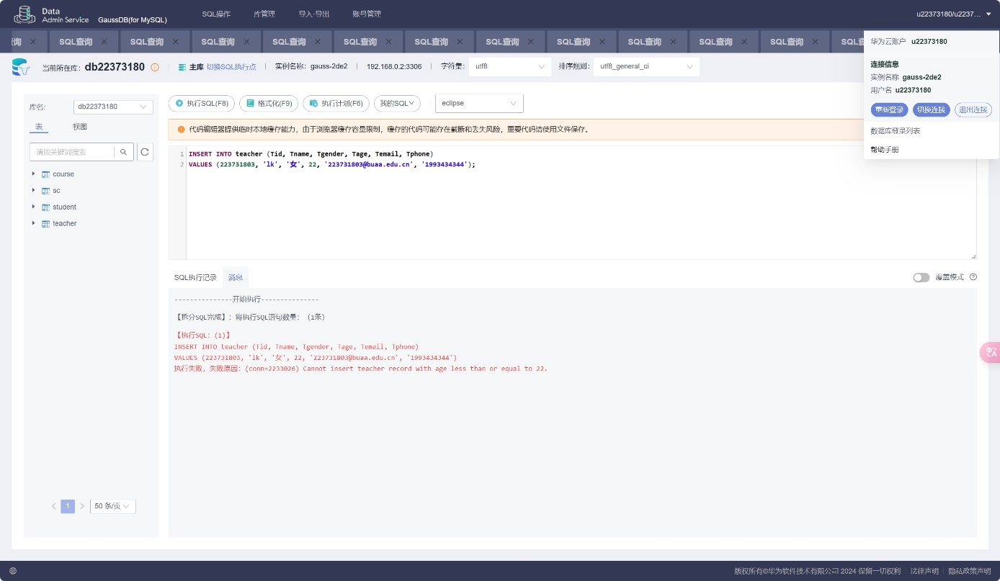 Data
Admin Service
GaussDB(for MySQL)
SQL操作
库管理
导入·导出
账号管理
u22373180/u2237...
询
SQL查询
SQL查询
SQL查询
SQL查询
SQL查询
SQL查询
SQL查询
SQL查询
SQL查询
SQL查询
SQL查询
SQL查
当前所在库: db22373180
主库 切换SQL执行点
实例名称: gauss-2de2
192.168.0.2:3306
字符集: utf8
排序规则: utf8_general_ci
华为云账户 u22373180
连接信息
实例名称 gauss-2de2
用户名 u22373180
重新登录
切换连接
退出连接
数据库登录列表
帮助手册
库名: db22373180
表
视图
请按关键词搜索
course
sc
student
teacher
1
50 条/页
执行SQL(F8)
格式化(F9)
执行计划(F6)
我的SQL
eclipse
代码编辑器提供临时本地缓存能力，由于浏览器缓存容量限制，缓存的代码可能存在截断和丢失风险，重要代码请使用文件保存。
1 INSERT INTO teacher (Tid, Tname, Tgender, Tage, Temail, Tphone)
2 VALUES (223731803, 'lk', '女', 22, '223731803@buaa.edu.cn', '1993434344');
SQL执行记录
消息
覆盖模式
---------------开始执行---------------
【拆分SQL完成】: 将执行SQL语句数量: (1条)
【执行SQL: (1)】
INSERT INTO teacher (Tid, Tname, Tgender, Tage, Temail, Tphone)
VALUES (223731803, 'lk', '女', 22, '223731803@buaa.edu.cn', '1993434344')
执行失败，失败原因: (conn=2233026) Cannot insert teacher record with age less than or equal to 22.
中
A
版权所有©华为软件技术有限公司 2024 保留一切权利
法律声明
隐私政策声明